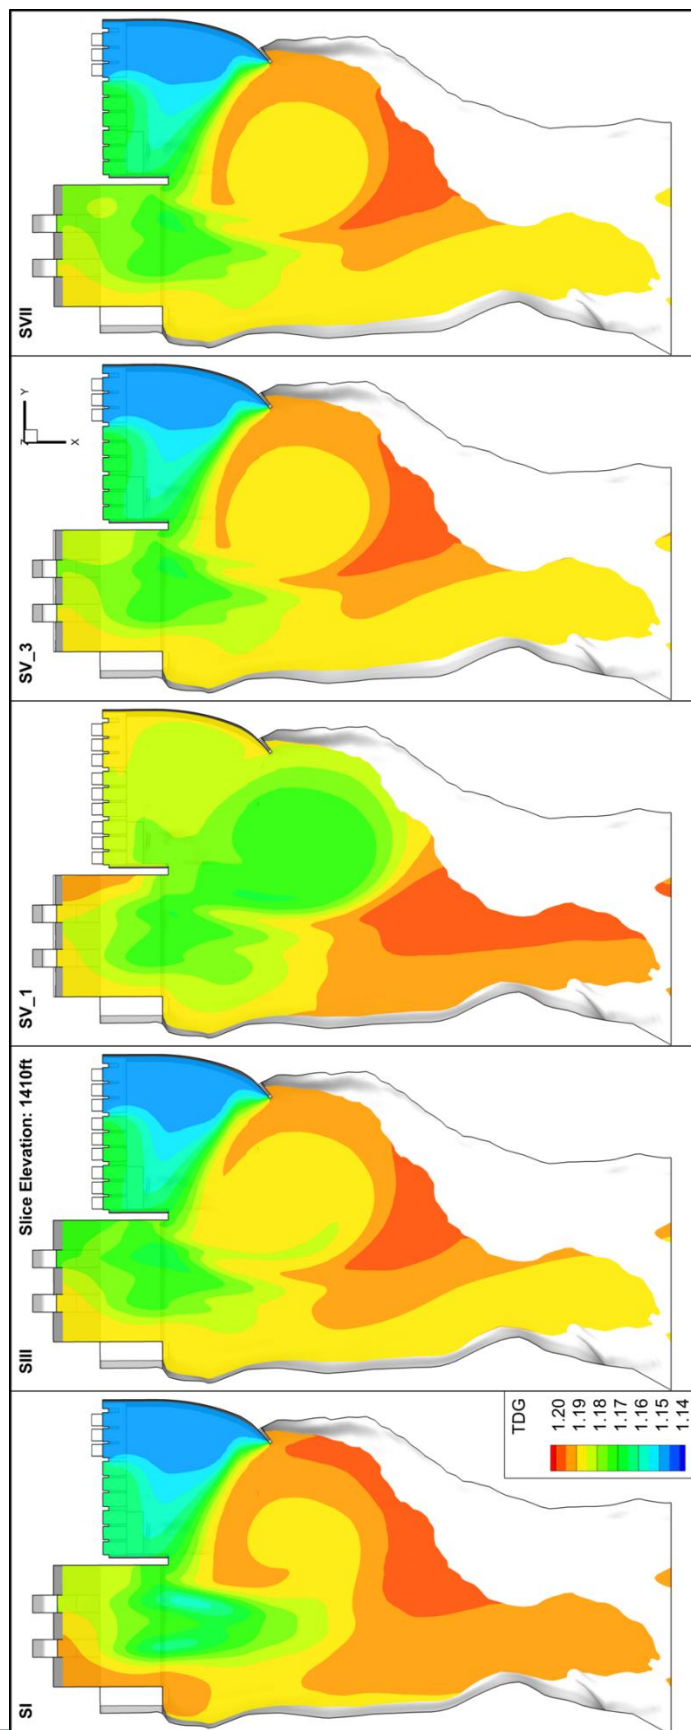 SI
SIII
Slice Elevation: 1410ft
SV_1
SV_3
SVII
Z
Y
X
TDG
1.20
1.19
1.18
1.17
1.16
1.15
1.14